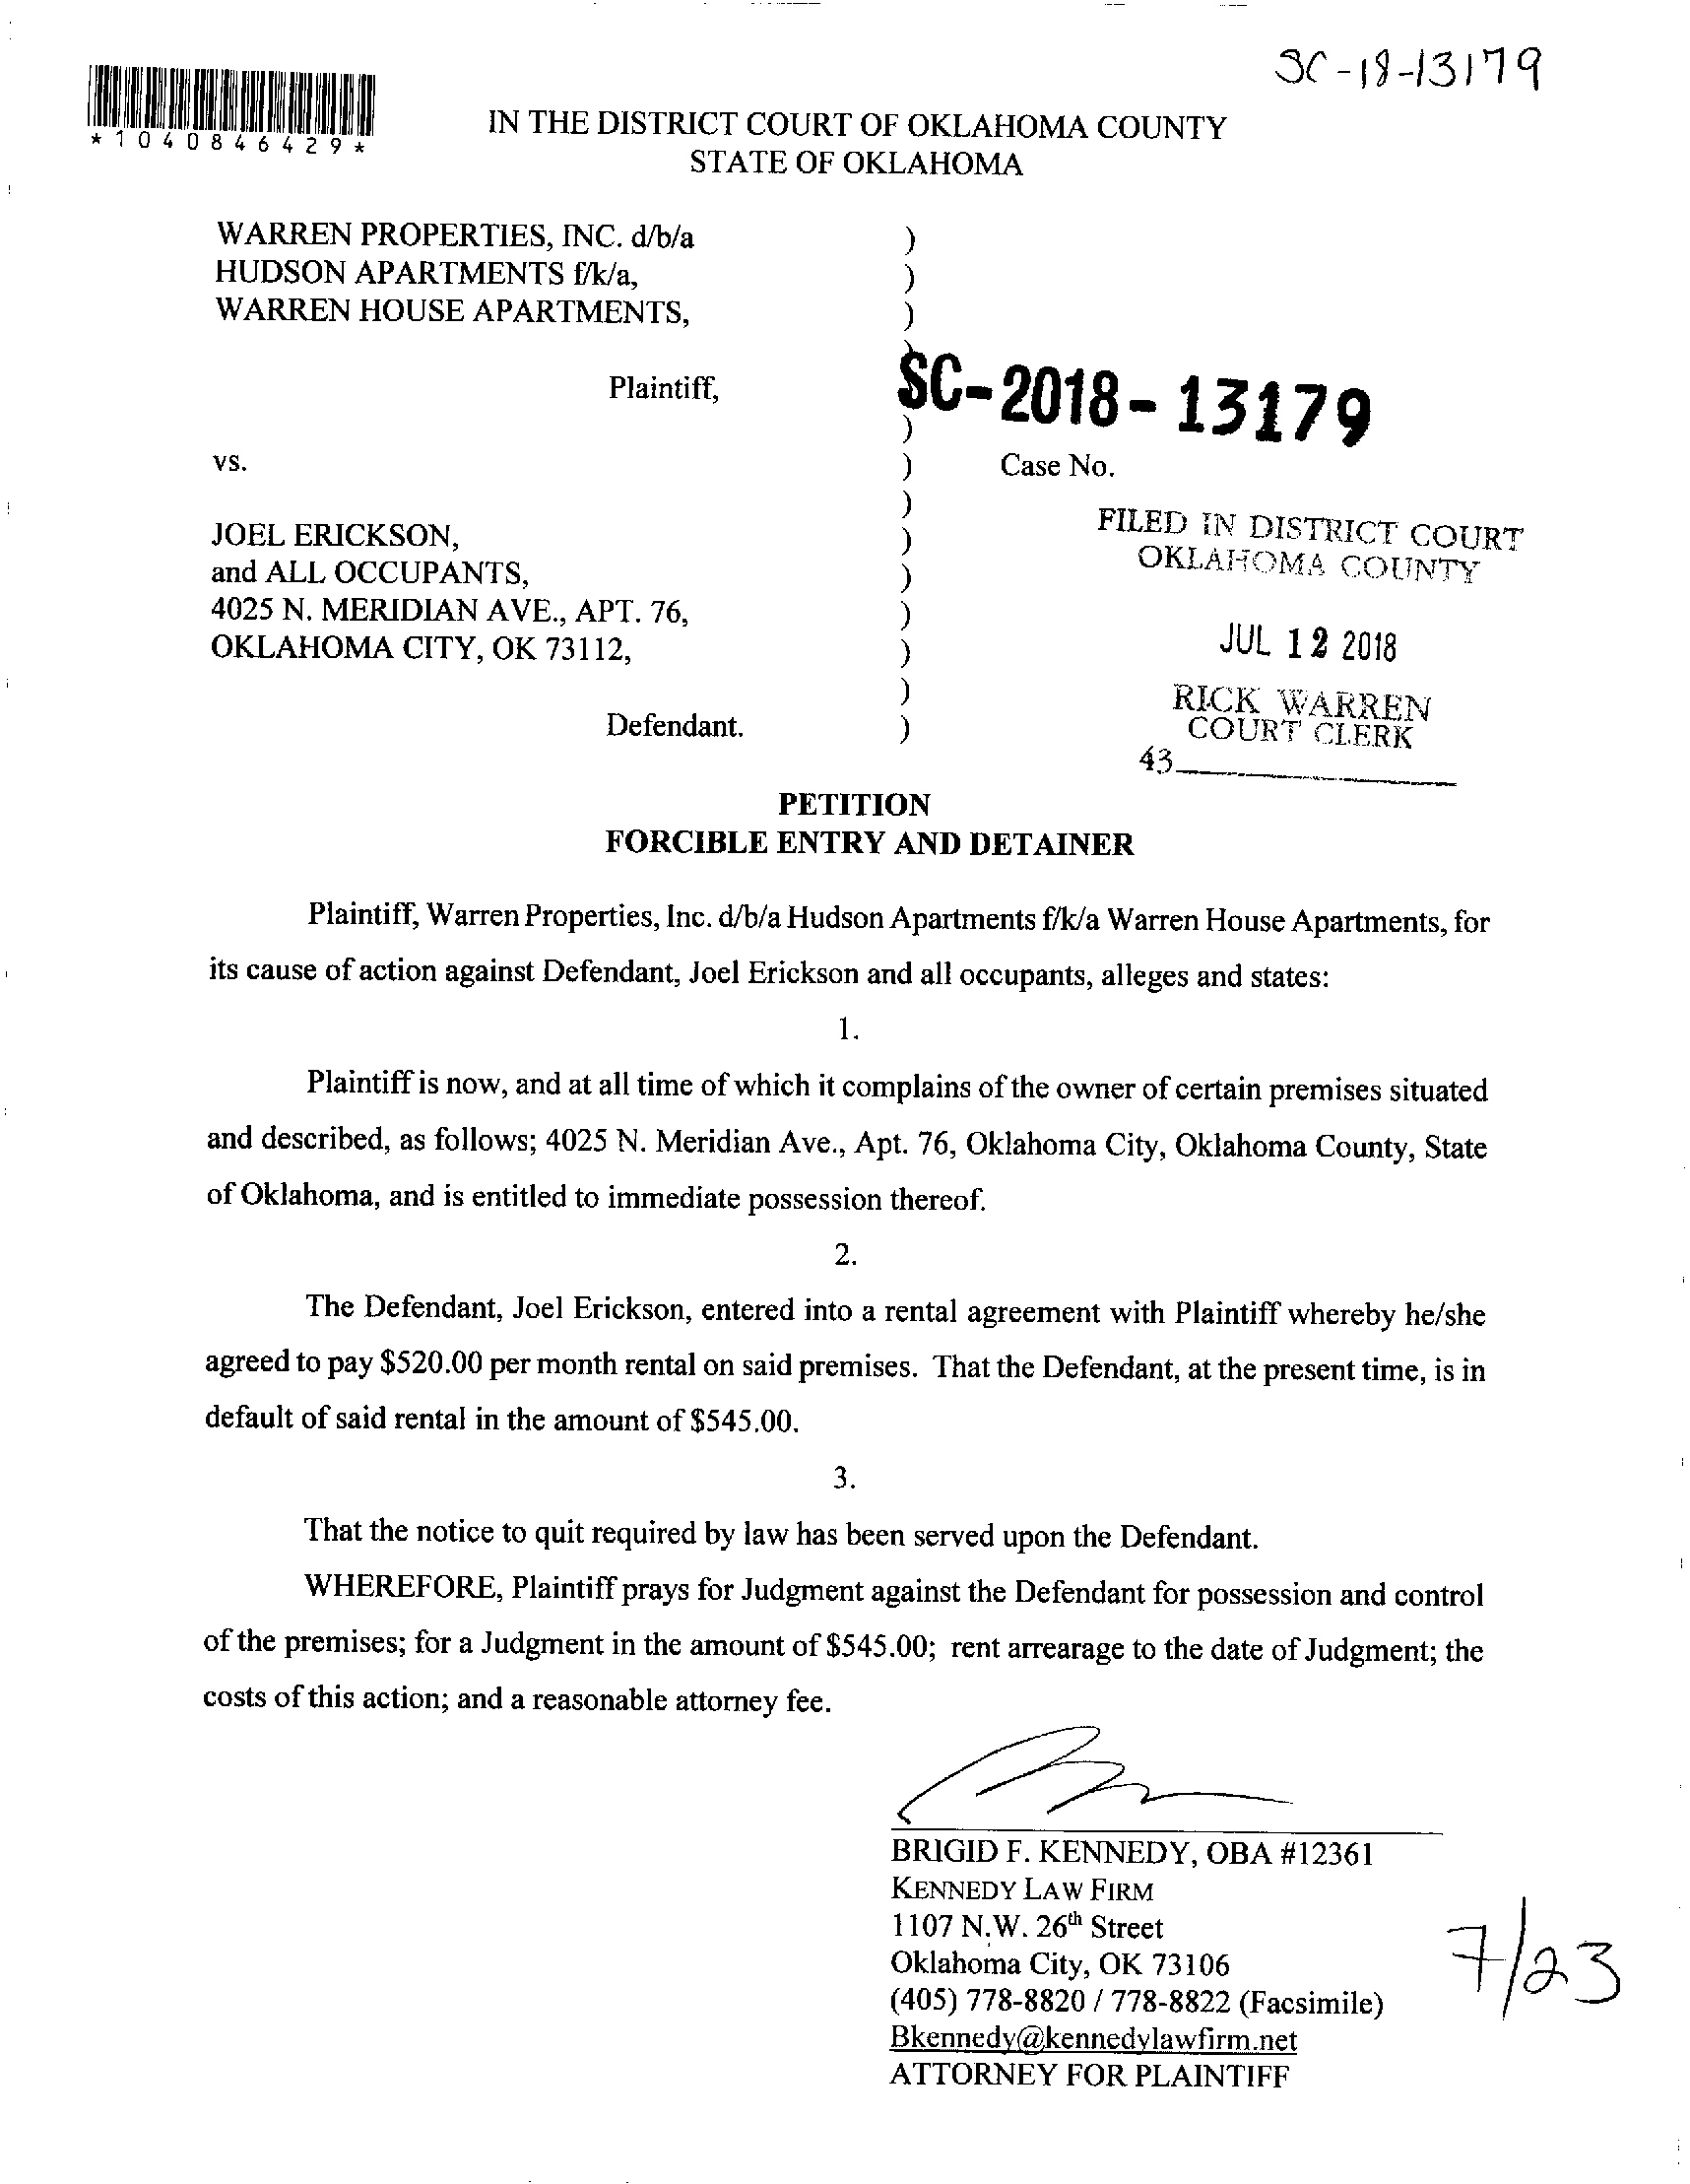 SC-18-13179
*1040846429*
IN THE DISTRICT COURT OF OKLAHOMA COUNTY
STATE OF OKLAHOMA
WARREN PROPERTIES, INC. d/b/a )
HUDSON APARTMENTS f/k/a, )
WARREN HOUSE APARTMENTS, )
)
Plaintiff, SC-2018-13179
)
vs. ) Case No.
)
JOEL ERICKSON, ) FILED IN DISTRICT COURT
and ALL OCCUPANTS, ) OKLAHOMA COUNTY
4025 N. MERIDIAN AVE., APT. 76, )
OKLAHOMA CITY, OK 73112, ) JUL 12 2018
) RICK WARREN
Defendant. ) COURT CLERK
43
PETITION
FORCIBLE ENTRY AND DETAINER
Plaintiff, Warren Properties, Inc. d/b/a Hudson Apartments f/k/a Warren House Apartments, for
its cause of action against Defendant, Joel Erickson and all occupants, alleges and states:
1.
Plaintiff is now, and at all time of which it complains of the owner of certain premises situated
and described, as follows; 4025 N. Meridian Ave., Apt. 76, Oklahoma City, Oklahoma County, State
of Oklahoma, and is entitled to immediate possession thereof.
2.
The Defendant, Joel Erickson, entered into a rental agreement with Plaintiff whereby he/she
agreed to pay $520.00 per month rental on said premises. That the Defendant, at the present time, is in
default of said rental in the amount of $545.00.
3.
That the notice to quit required by law has been served upon the Defendant.
WHEREFORE, Plaintiff prays for Judgment against the Defendant for possession and control
of the premises; for a Judgment in the amount of $545.00; rent arrearage to the date of Judgment; the
costs of this action; and a reasonable attorney fee.
BRIGID F. KENNEDY, OBA #12361
KENNEDY LAW FIRM
1107 N.W. 26th Street
Oklahoma City, OK 73106
(405) 778-8820 / 778-8822 (Facsimile)
Bkennedy@kennedylawfirm.net
ATTORNEY FOR PLAINTIFF
7/23